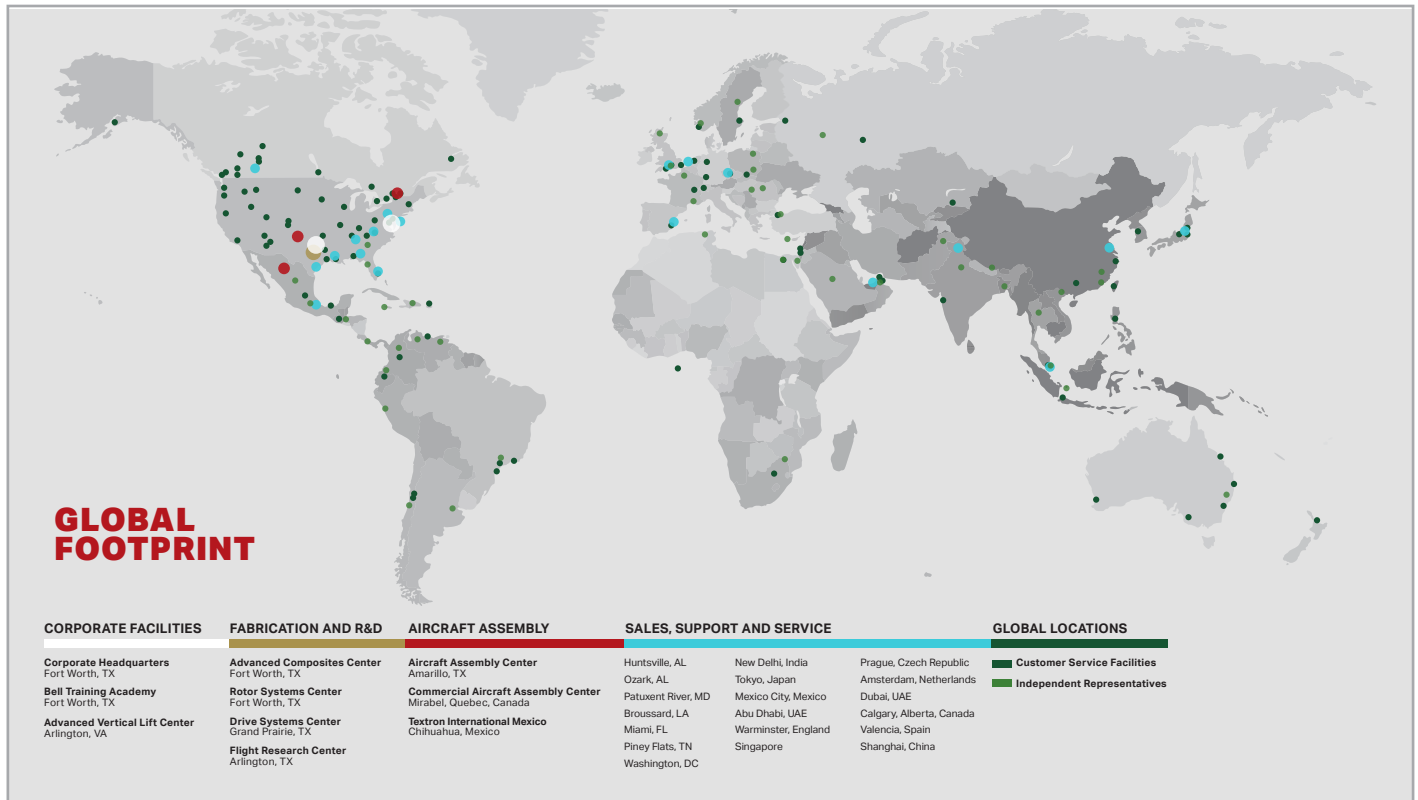 GLOBAL
FOOTPRINT
CORPORATE FACILITIES
Corporate Headquarters
Fort Worth, TX
Bell Training Academy
Fort Worth, TX
Advanced Vertical Lift Center
Arlington, VA
FABRICATION AND R&D
Advanced Composites Center
Fort Worth, TX
Rotor Systems Center
Fort Worth, TX
Drive Systems Center
Grand Prairie, TX
Flight Research Center
Arlington, TX
AIRCRAFT ASSEMBLY
Aircraft Assembly Center
Amarillo, TX
Commercial Aircraft Assembly Center
Mirabel, Quebec, Canada
Textron International Mexico
Chihuahua, Mexico
SALES, SUPPORT AND SERVICE
Huntsville, AL
Ozark, AL
Patuxent River, MD
Broussard, LA
Miami, FL
Piney Flats, TN
Washington, DC
New Delhi, India
Tokyo, Japan
Mexico City, Mexico
Abu Dhabi, UAE
Warminster, England
Singapore
Prague, Czech Republic
Amsterdam, Netherlands
Dubai, UAE
Calgary, Alberta, Canada
Valencia, Spain
Shanghai, China
GLOBAL LOCATIONS
Customer Service Facilities
Independent Representatives